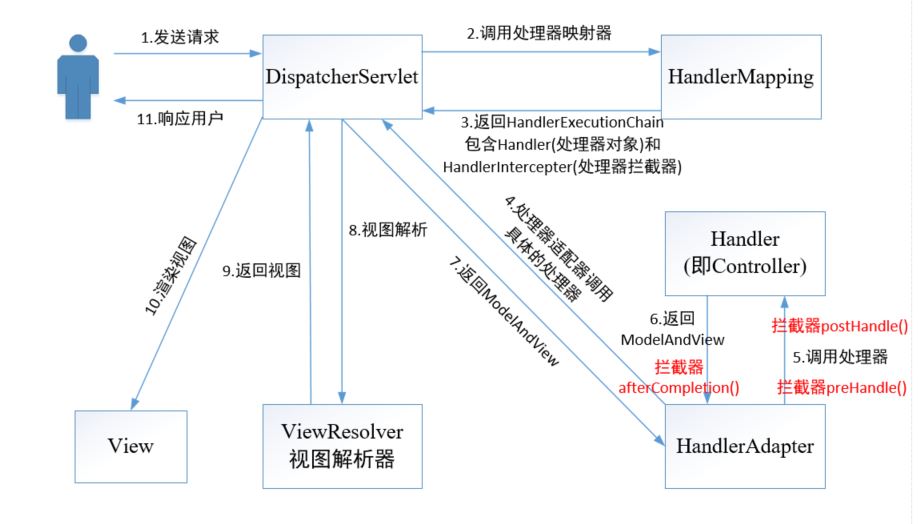 1.发送请求
2.调用处理器映射器
DispatcherServlet
HandlerMapping
11.响应用户
3.返回HandlerExecutionChain
包含Handler(处理器对象)和
HandlerIntercepter(处理器拦截器)
4.处理器适配器调用
具体的处理器
8.视图解析
Handler
(即Controller)
10.渲染视图
9.返回视图
7.返回ModelAndView
6.返回
ModelAndView
拦截器postHandle()
5.调用处理器
拦截器
afterCompletion()
拦截器preHandle()
View
ViewResolver
视图解析器
HandlerAdapter